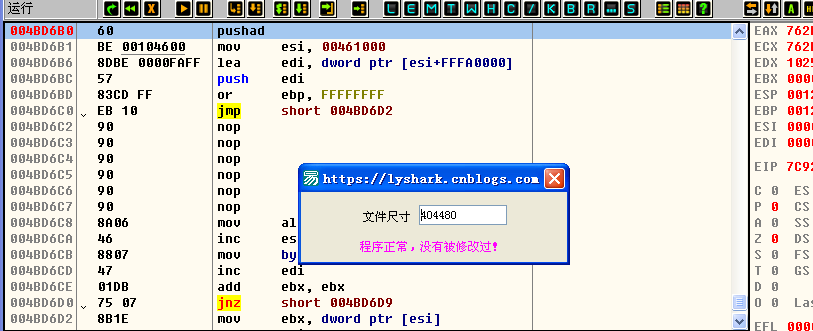 运行
L E M T W H C / K B R ... S
004BD6B0 60 pushad
004BD6B1 BE 00104600 mov esi, 00461000
004BD6B6 8DBE 0000FAFF lea edi, dword ptr [esi+FFFA0000]
004BD6BC 57 push edi
004BD6BD 83CD FF or ebp, FFFFFFFF
004BD6C0 EB 10 jmp short 004BD6D2
004BD6C2 90 nop
004BD6C3 90 nop
004BD6C4 90 nop
004BD6C5 90 nop
004BD6C6 90 nop
004BD6C7 90 nop
004BD6C8 8A06 mov al
004BD6CA 46 inc es
004BD6CB 8807 mov by
004BD6CD 47 inc edi
004BD6CE 01DB add ebx, ebx
004BD6D0 75 07 jnz short 004BD6D9
004BD6D2 8B1E mov ebx, dword ptr [esi]
https://lyshark.cnblogs.com
文件尺寸 404480
程序正常，没有被修改过!
EAX 762
ECX 762
EDX 102
EBX 000
ESP 001
EBP 001
ESI 000
EDI 000
EIP 7C92
C 0 ES
P 0 CS
A 0 SS
Z 0 DS
S 0 FS
T 0 GS
D 0
O 0 Las
EFL 000